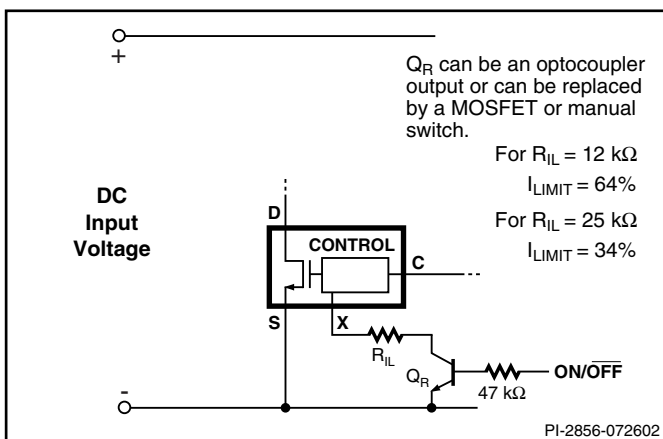 +
Q_R can be an optocoupler
output or can be replaced
by a MOSFET or manual
switch.
For R_IL = 12 kΩ
I_LIMIT = 64%
For R_IL = 25 kΩ
I_LIMIT = 34%
DC
Input
Voltage
D
CONTROL
C
S
X
R_IL
Q_R
47 kΩ
ON/O̅F̅F̅
-
PI-2856-072602